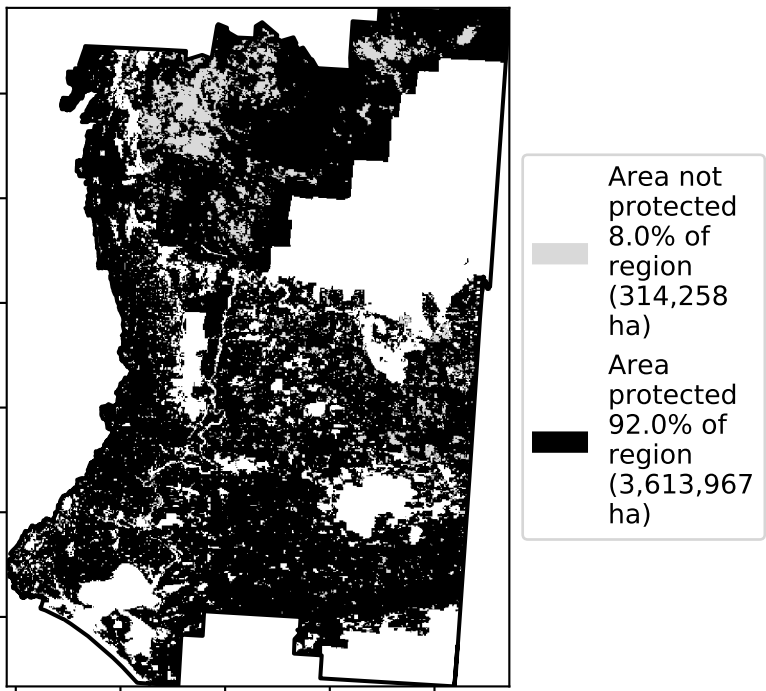 Area not
protected
8.0% of
region
(314,258
ha)
Area
protected
92.0% of
region
(3,613,967
ha)